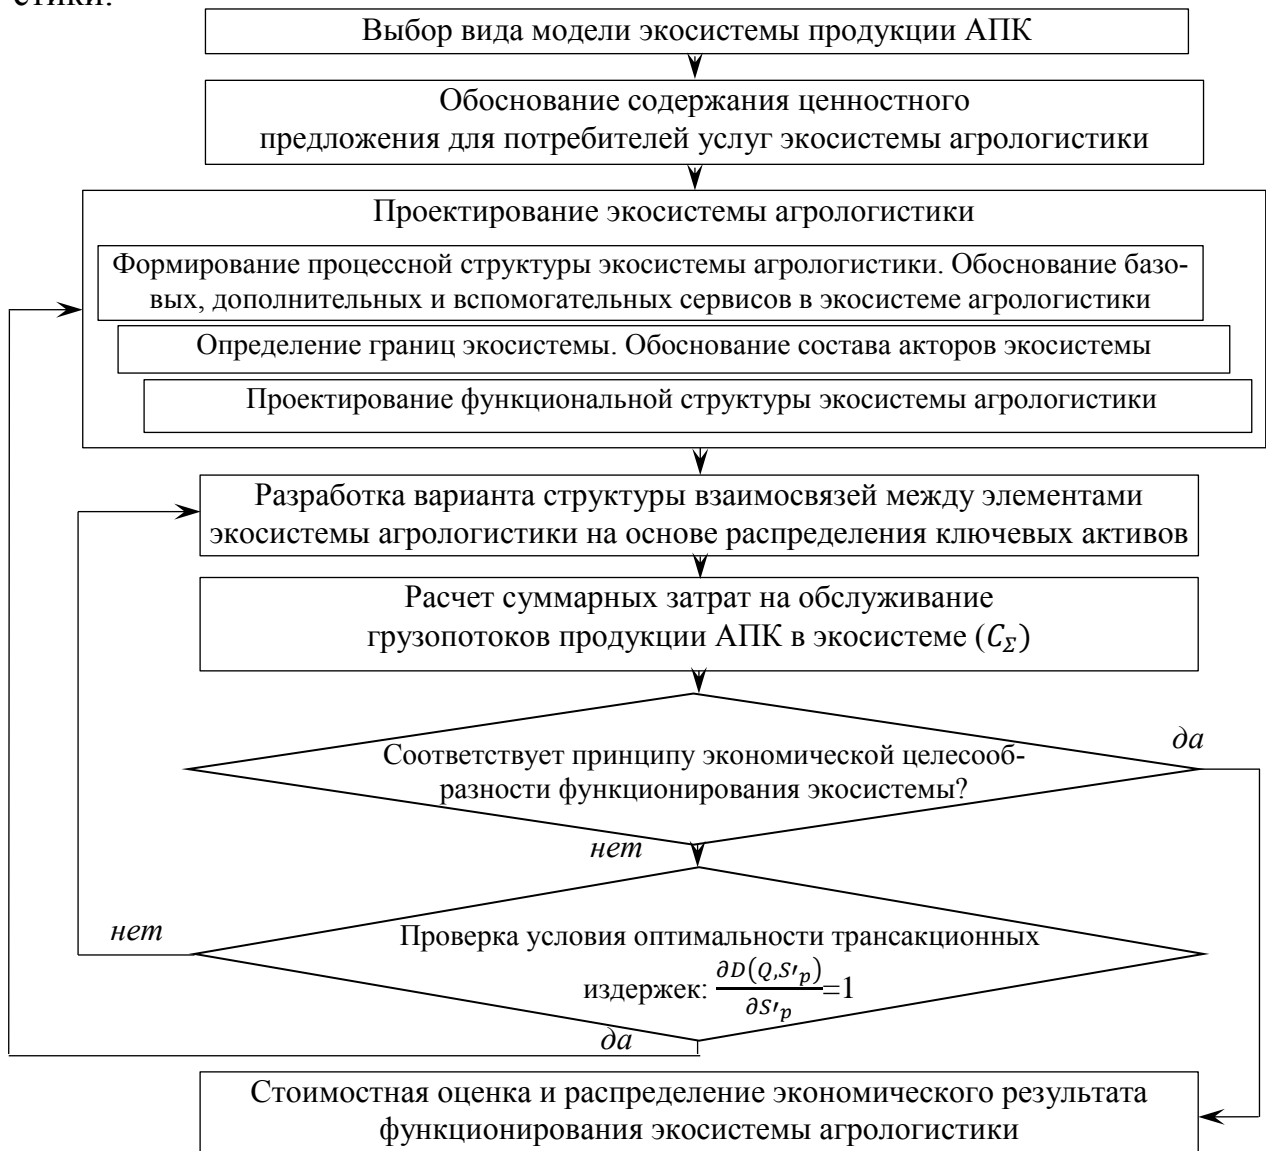 стики.
Выбор вида модели экосистемы продукции АПК
Обоснование содержания ценностного
предложения для потребителей услуг экосистемы агрологистики
Проектирование экосистемы агрологистики
Формирование процессной структуры экосистемы агрологистики. Обоснование базо-
вых, дополнительных и вспомогательных сервисов в экосистеме агрологистики
Определение границ экосистемы. Обоснование состава акторов экосистемы
Проектирование функциональной структуры экосистемы агрологистики
Разработка варианта структуры взаимосвязей между элементами
экосистемы агрологистики на основе распределения ключевых активов
Расчет суммарных затрат на обслуживание
грузопотоков продукции АПК в экосистеме (C_Σ)
да
Соответствует принципу экономической целесооб-
разности функционирования экосистемы?
нет
нет
Проверка условия оптимальности трансакционных
издержек: ∂D(Q,S′_p)/∂S′_p=1
да
Стоимостная оценка и распределение экономического результата
функционирования экосистемы агрологистики